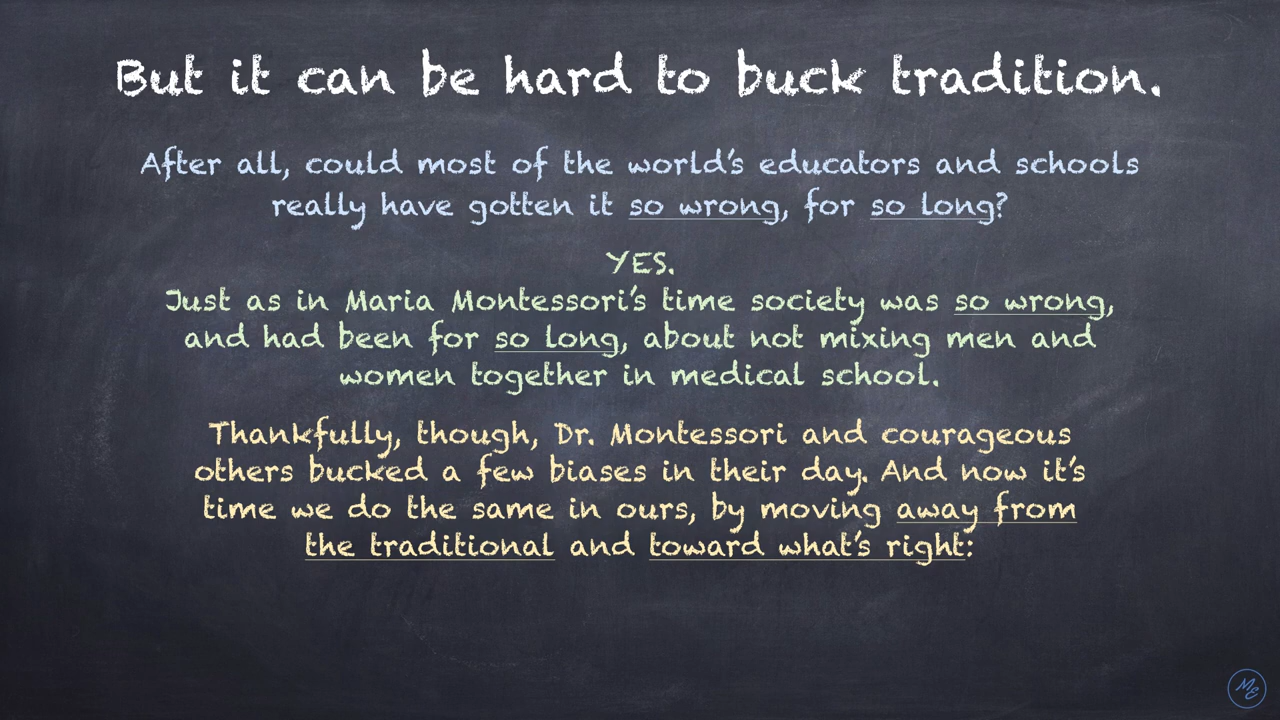 But it can be hard to buck tradition.
After all, could most of the world's educators and schools
really have gotten it so wrong, for so long?
YES.
Just as in Maria Montessori's time society was so wrong,
and had been for so long, about not mixing men and
women together in medical school.
Thankfully, though, Dr. Montessori and courageous
others bucked a few biases in their day. And now it's
time we do the same in ours, by moving away from
the traditional and toward what's right:
ME